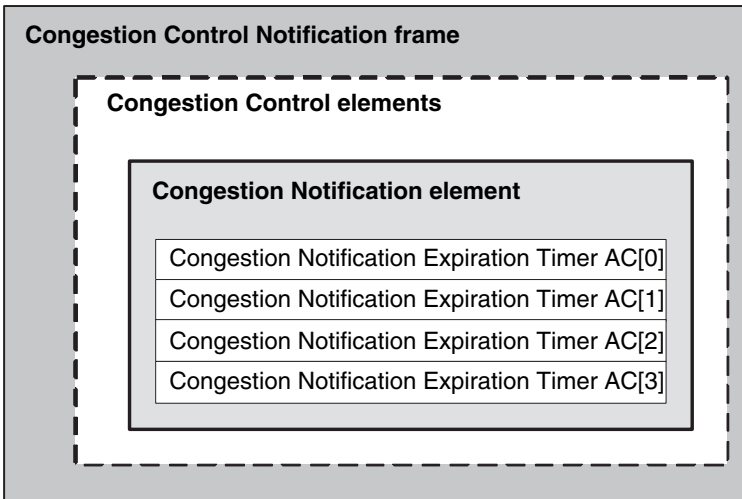 Congestion Control Notification frame
Congestion Control elements
Congestion Notification element
Congestion Notification Expiration Timer AC[0]
Congestion Notification Expiration Timer AC[1]
Congestion Notification Expiration Timer AC[2]
Congestion Notification Expiration Timer AC[3]